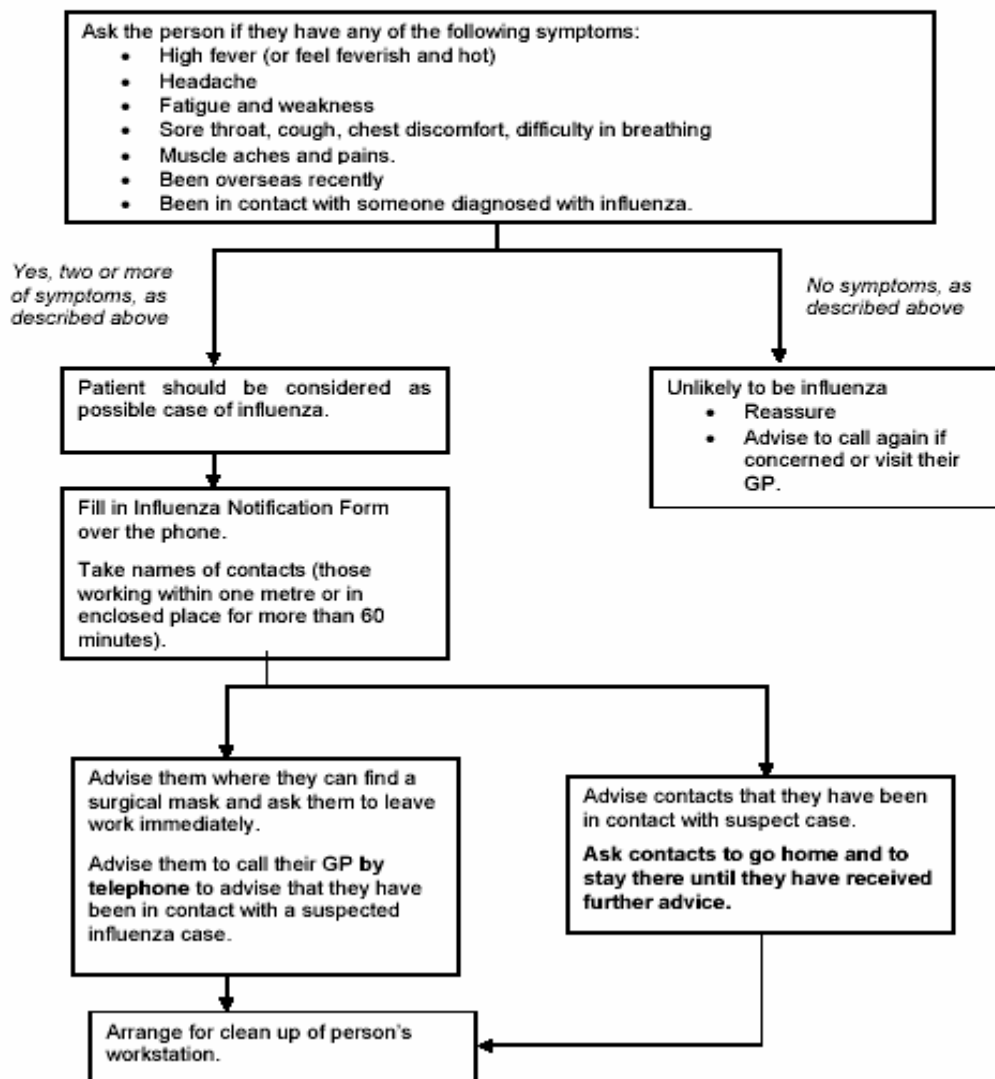 Ask the person if they have any of the following symptoms:
• High fever (or feel feverish and hot)
• Headache
• Fatigue and weakness
• Sore throat, cough, chest discomfort, difficulty in breathing
• Muscle aches and pains.
• Been overseas recently
• Been in contact with someone diagnosed with influenza.
Yes, two or more
of symptoms, as
described above
No symptoms, as
described above
Patient should be considered as
possible case of influenza.
Unlikely to be influenza
• Reassure
• Advise to call again if
concerned or visit their
GP.
Fill in Influenza Notification Form
over the phone.
Take names of contacts (those
working within one metre or in
enclosed place for more than 60
minutes).
Advise them where they can find a
surgical mask and ask them to leave
work immediately.
Advise them to call their GP by
telephone to advise that they have
been in contact with a suspected
influenza case.
Advise contacts that they have been
in contact with suspect case.
Ask contacts to go home and to
stay there until they have received
further advice.
Arrange for clean up of person's
workstation.